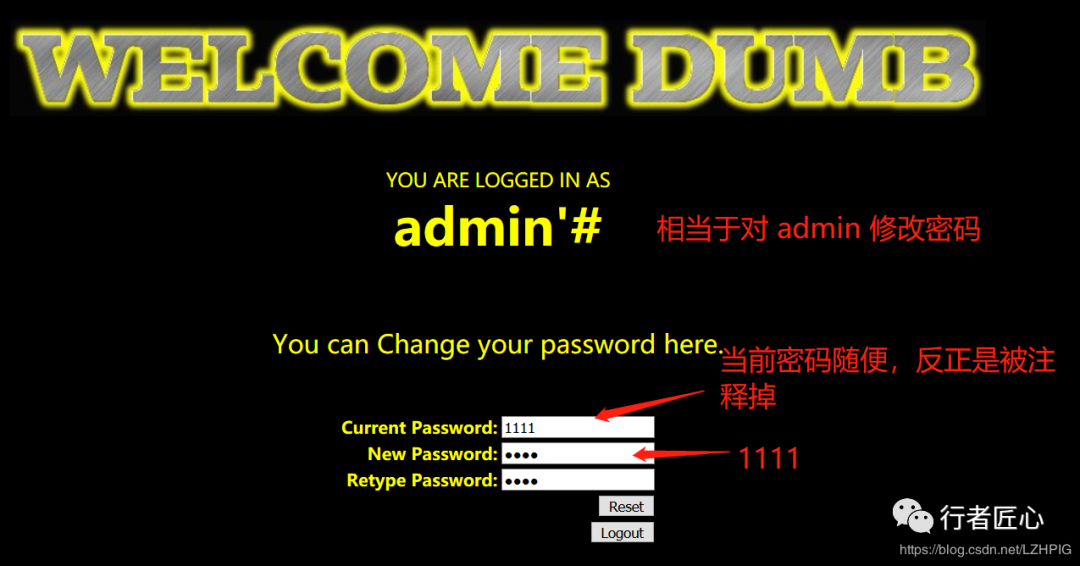 WELCOME DUMB
YOU ARE LOGGED IN AS
admin'#
相当于对 admin 修改密码
You can Change your password here.
当前密码随便，反正是被注
释掉
Current Password: 1111
New Password: ••••
1111
Retype Password: ••••
Reset
Logout
行者匠心
https://blog.csdn.net/LZHPIG